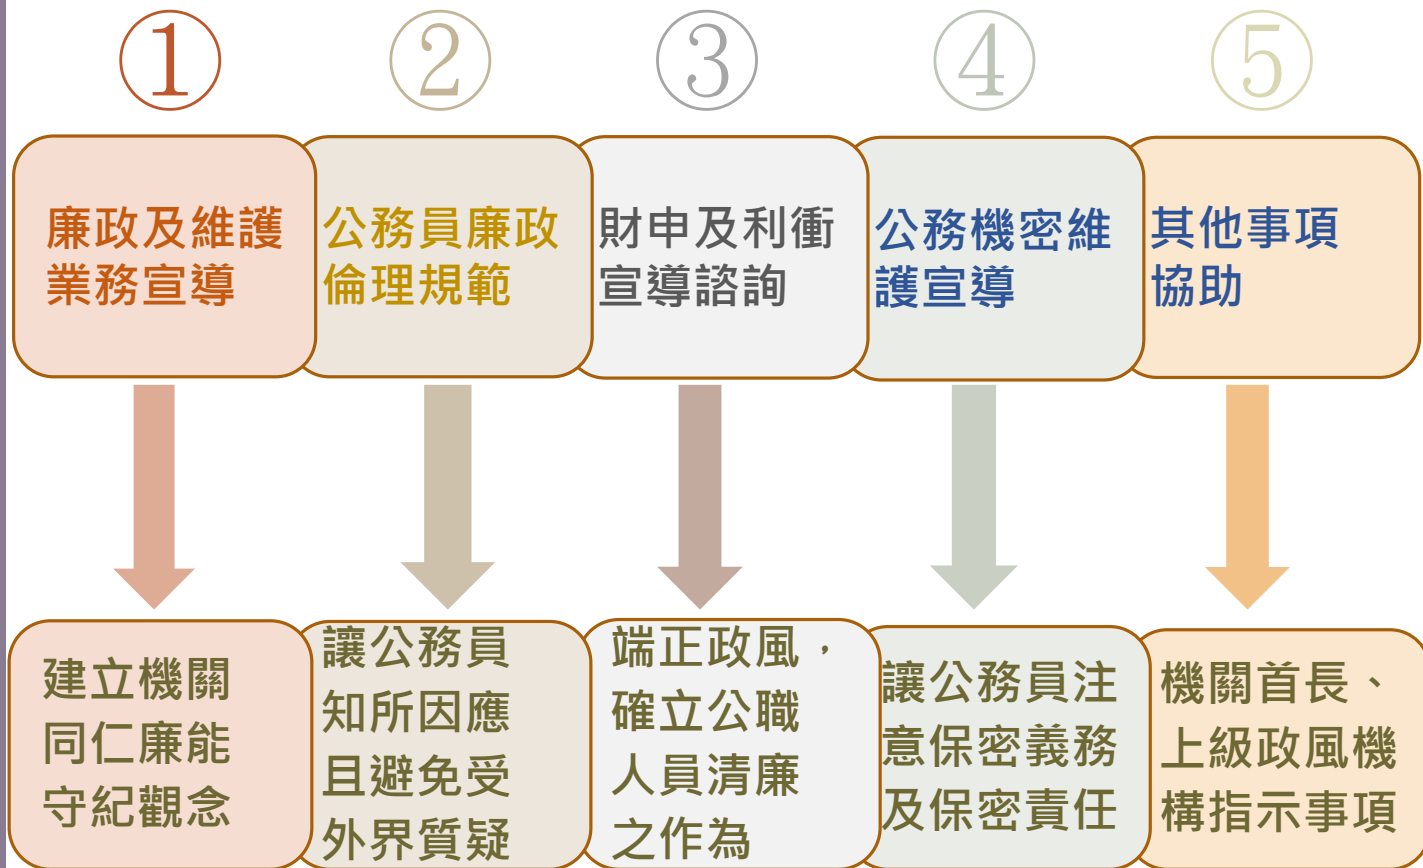 ①
②
③
④
⑤
廉政及維護
業務宣導
公務員廉政
倫理規範
財申及利衝
宣導諮詢
公務機密維
護宣導
其他事項
協助
建立機關
同仁廉能
守紀觀念
讓公務員
知所因應
且避免受
外界質疑
端正政風，
確立公職
人員清廉
之作為
讓公務員注
意保密義務
及保密責任
機關首長、
上級政風機
構指示事項